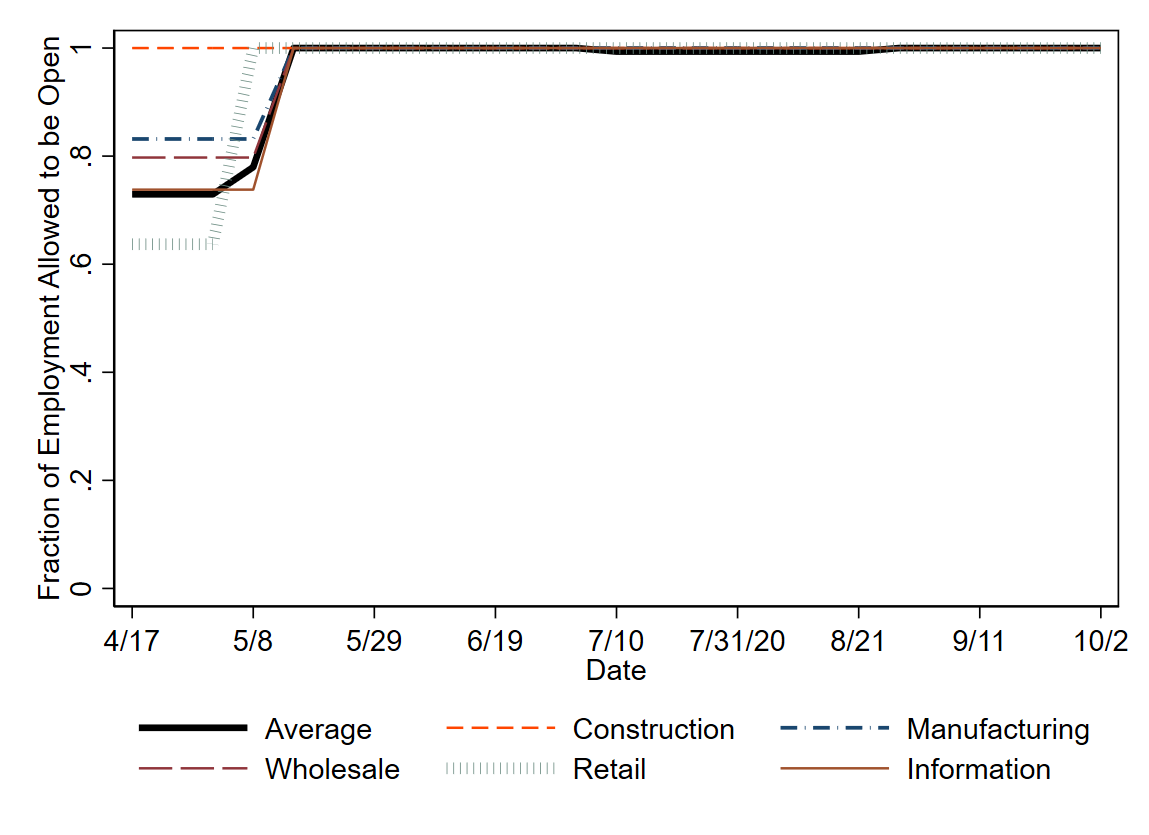 Fraction of Employment Allowed to be Open
1
.8
.6
.4
.2
0
4/17 5/8 5/29 6/19 7/10 7/31/20 8/21 9/11 10/2
Date
Average Construction Manufacturing
Wholesale Retail Information